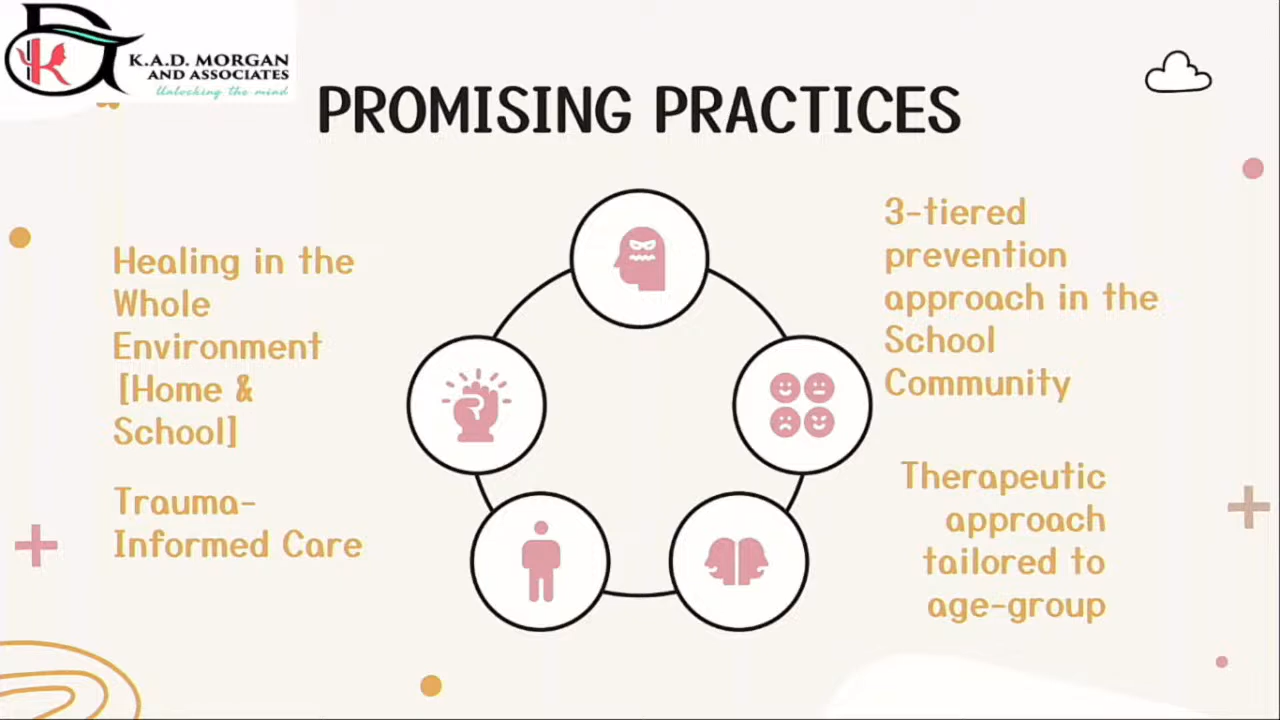 K.A.D. MORGAN
AND ASSOCIATES
Unlocking the mind
PROMISING PRACTICES
Healing in the
Whole
Environment
[Home &
School]
Trauma-
Informed Care
3-tiered
prevention
approach in the
School
Community
Therapeutic
approach
tailored to
age-group